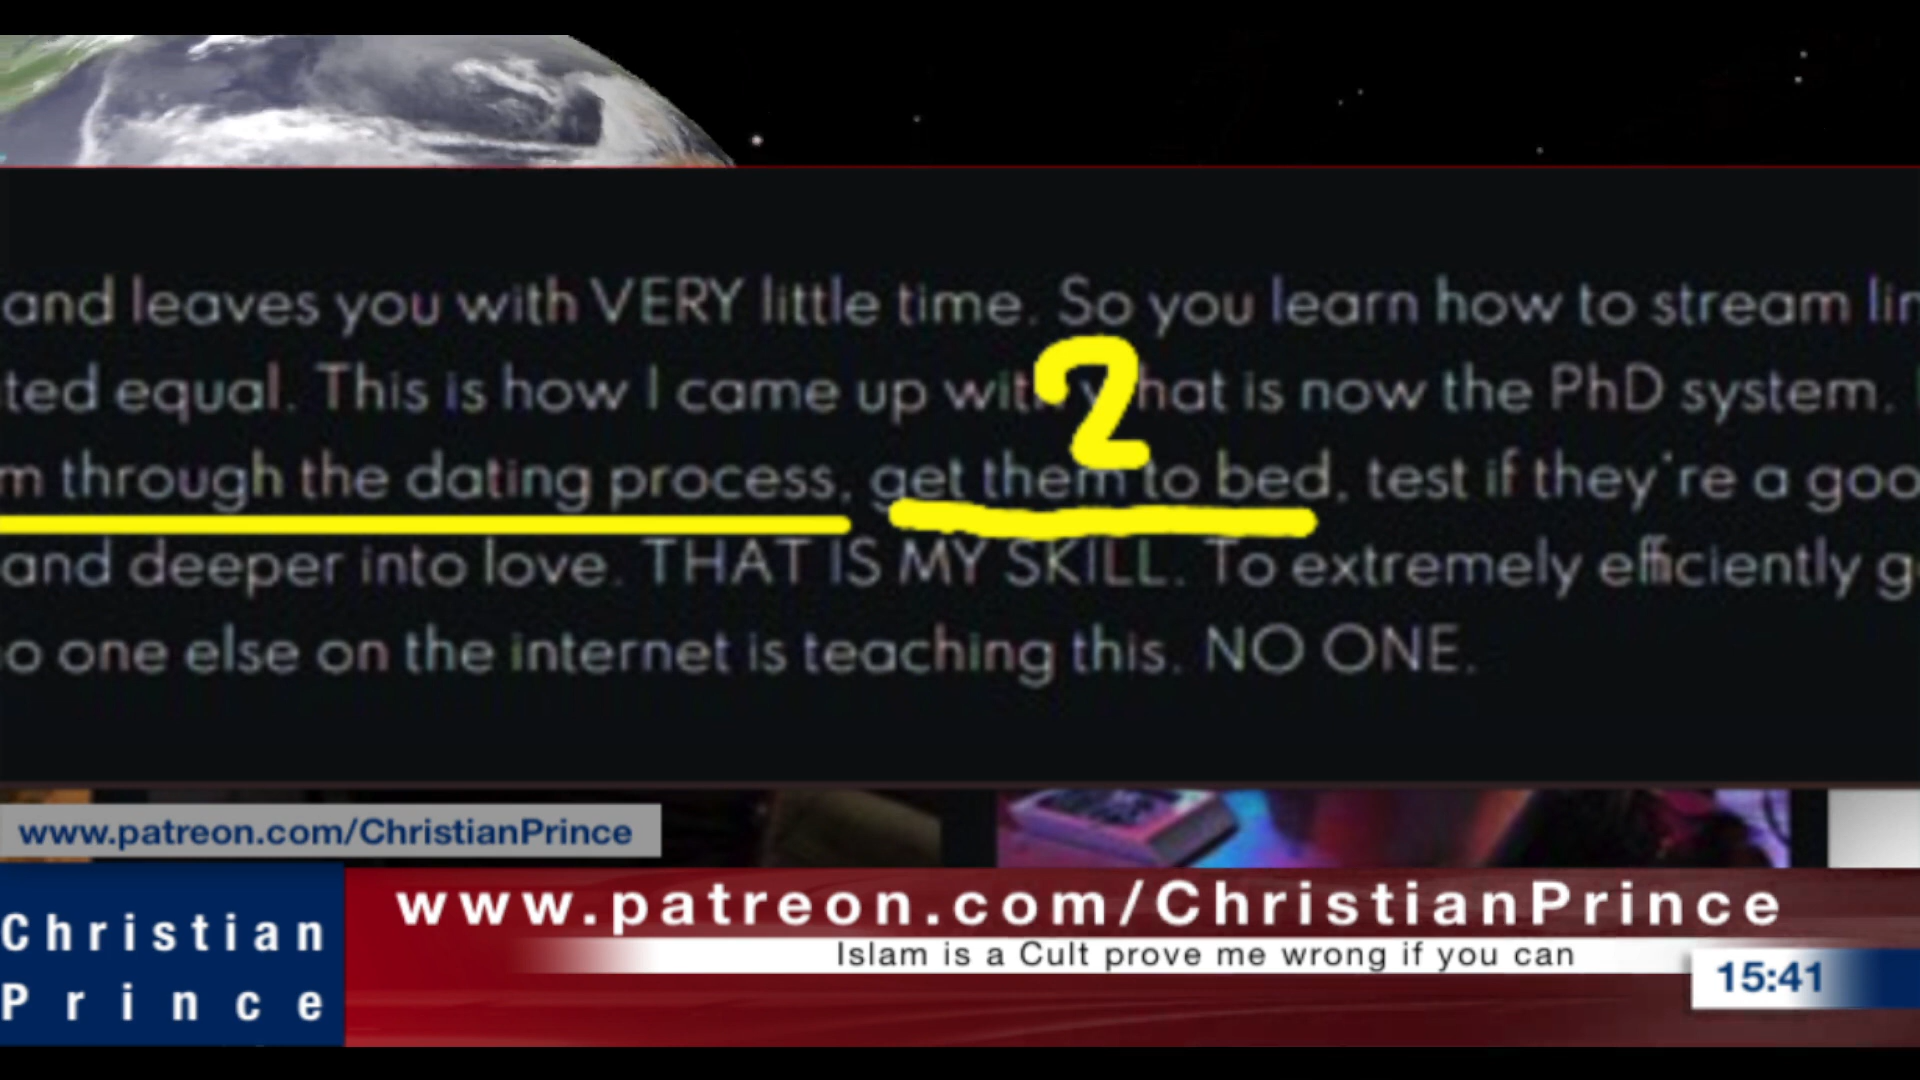 and leaves you with VERY little time. So you learn how to stream
ted equal. This is how I came up with what is now the PhD system.
2
m through the dating process, get them to bed, test if they're a goo
and deeper into love. THAT IS MY SKILL. To extremely efficiently g
o one else on the internet is teaching this. NO ONE.
www.patreon.com/ChristianPrince
www.patreon.com/ChristianPrince
Christian
Prince
Islam is a Cult prove me wrong if you can
15:41